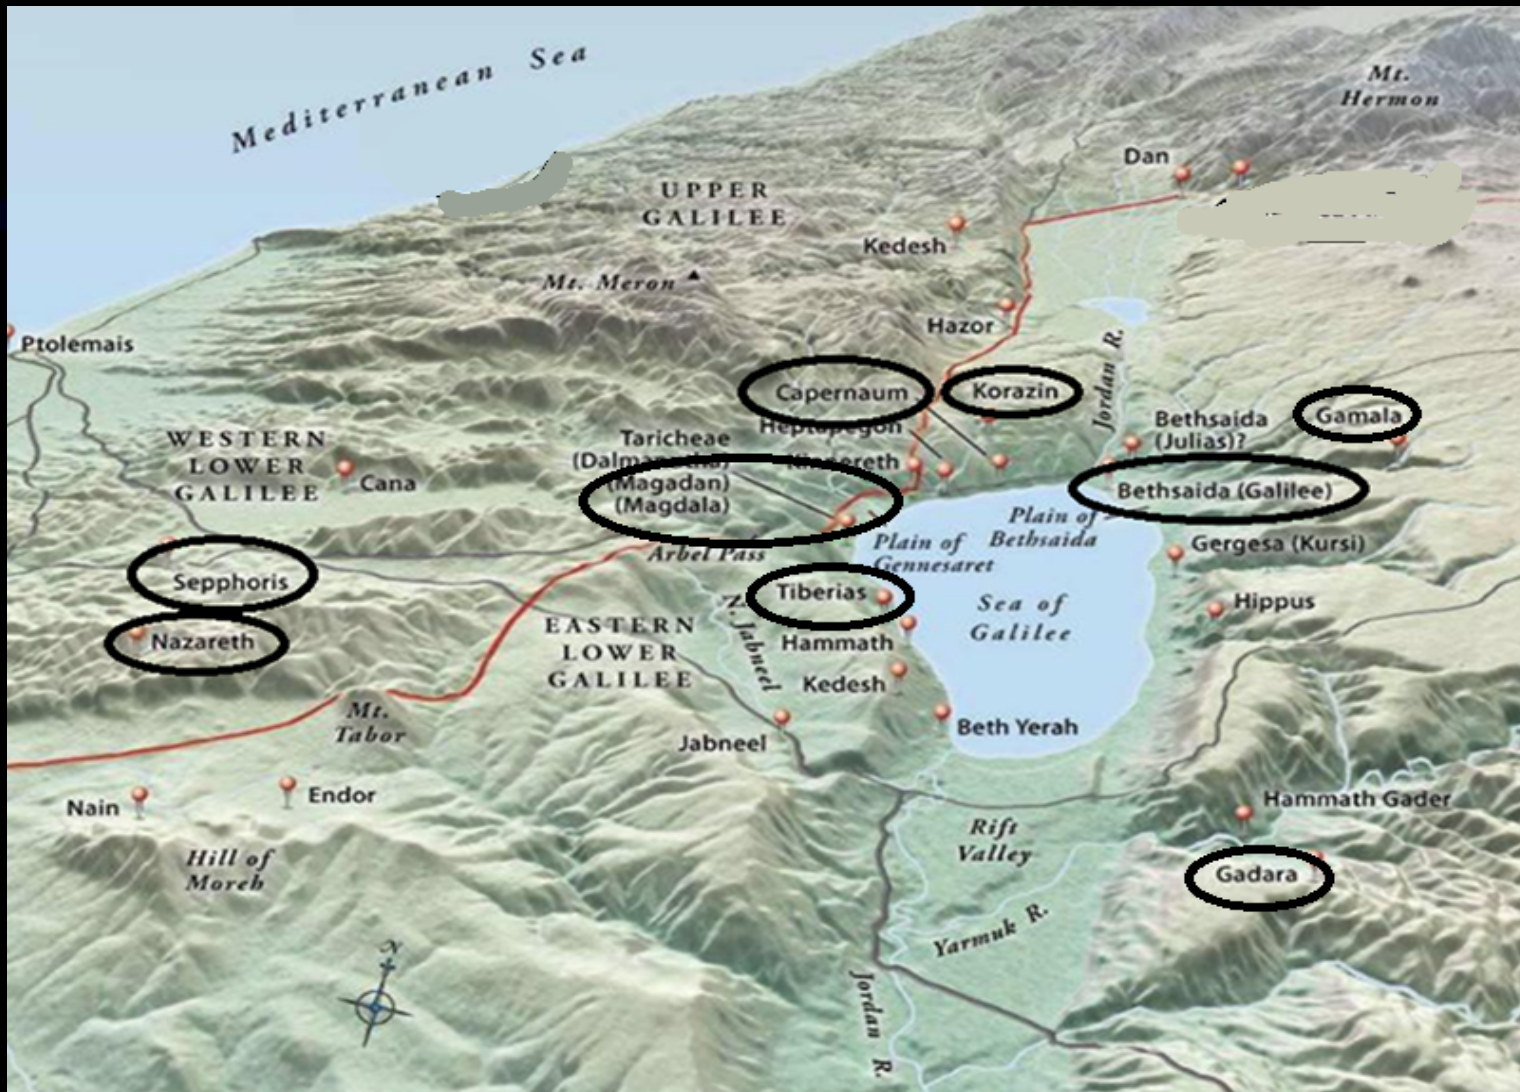 Mediterranean Sea
Mt.
Hermon
Dan
UPPER
GALILEE
Kedesh
Mt. Meron
Hazor
Ptolemais
Jordan R.
Capernaum
Korazin
Gamala
Bethsaida
(Julias)?
Heptapegon
Taricheae
(Dalmanutha)
Kinnereth
(Magadan)
(Magdala)
WESTERN
LOWER
GALILEE
Cana
Bethsaida (Galilee)
Plain of
Bethsaida
Arbel Pass
Plain of
Gennesaret
Gergesa (Kursi)
Sepphoris
Tiberias
Sea of
Galilee
Hippus
N. Jabneel
EASTERN
LOWER
GALILEE
Hammath
Nazareth
Kedesh
Mt.
Tabor
Jabneel
Beth Yerah
Nain
Endor
Hammath Gader
Rift
Valley
Hill of
Moreh
Gadara
Yarmuk R.
N
Jordan R.